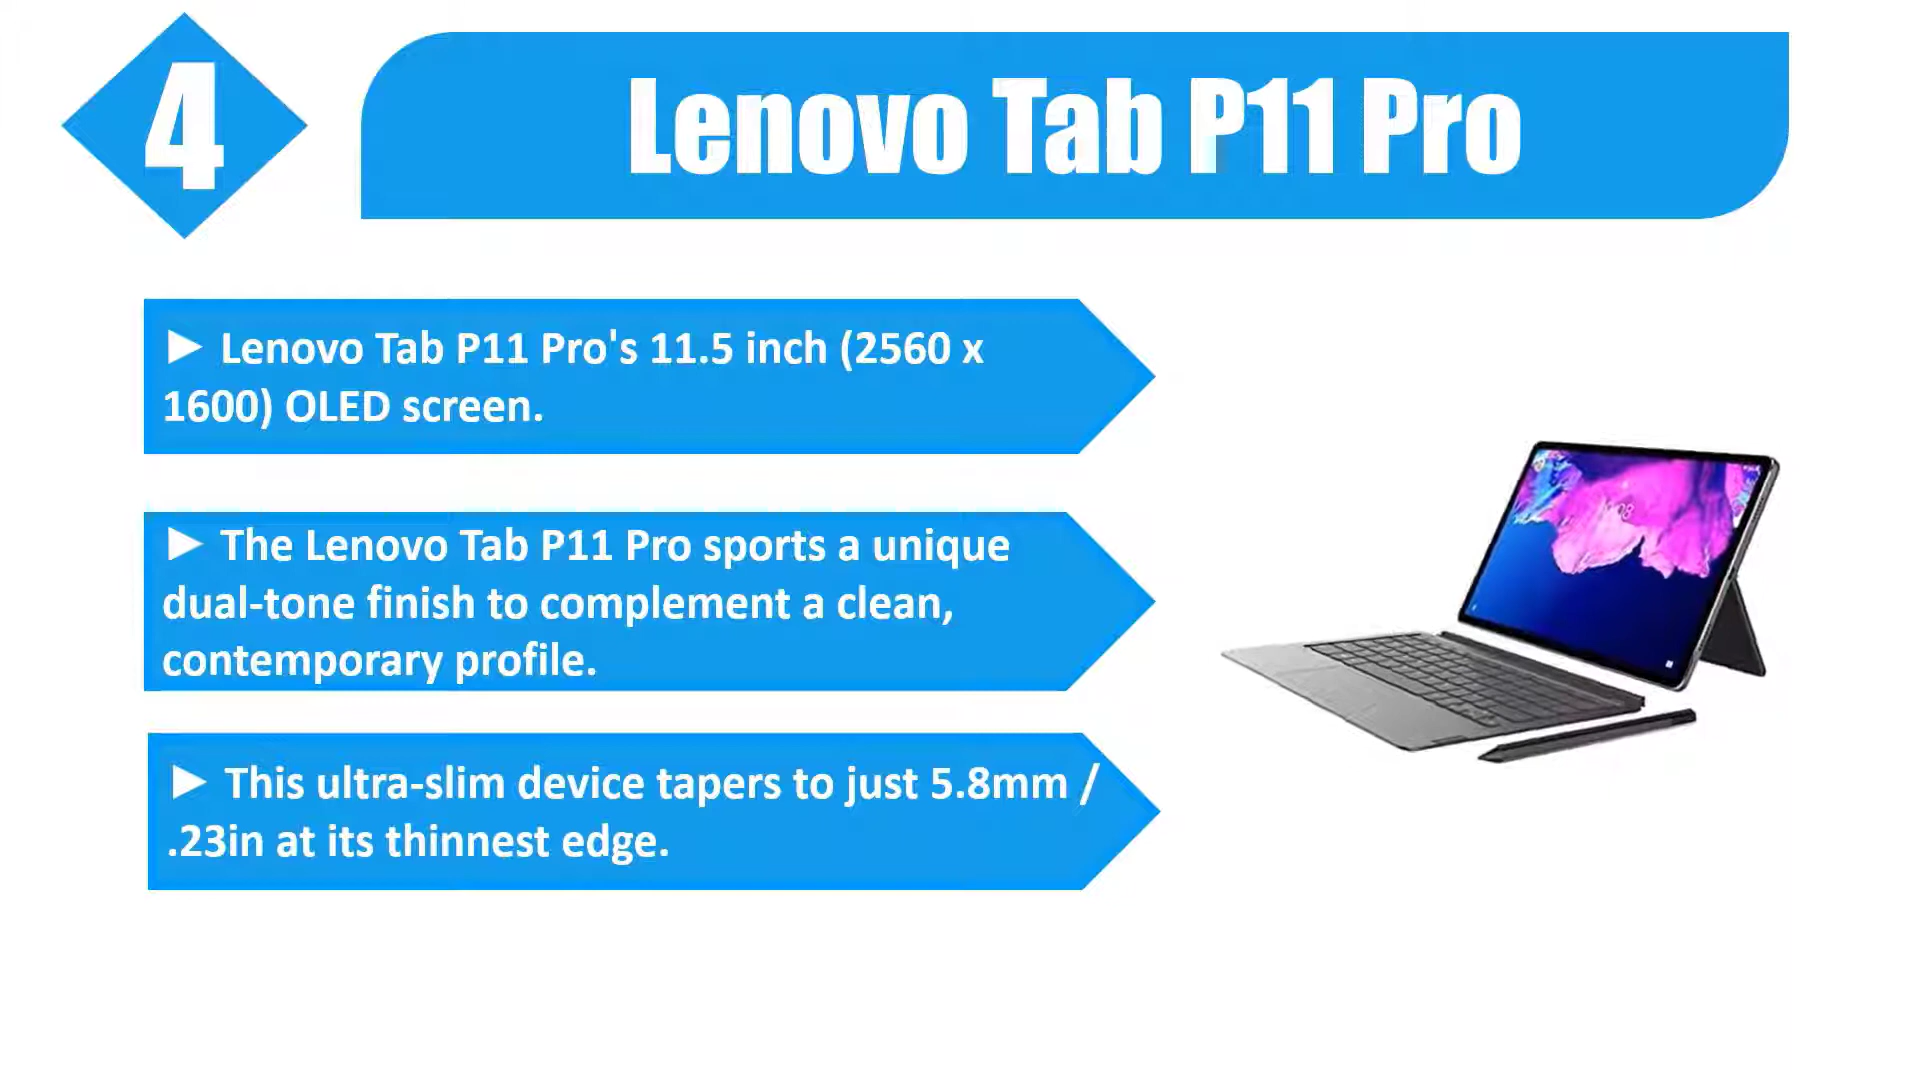 4
Lenovo Tab P11 Pro
► Lenovo Tab P11 Pro's 11.5 inch (2560 x
1600) OLED screen.
► The Lenovo Tab P11 Pro sports a unique
dual-tone finish to complement a clean,
contemporary profile.
► This ultra-slim device tapers to just 5.8mm /
.23in at its thinnest edge.